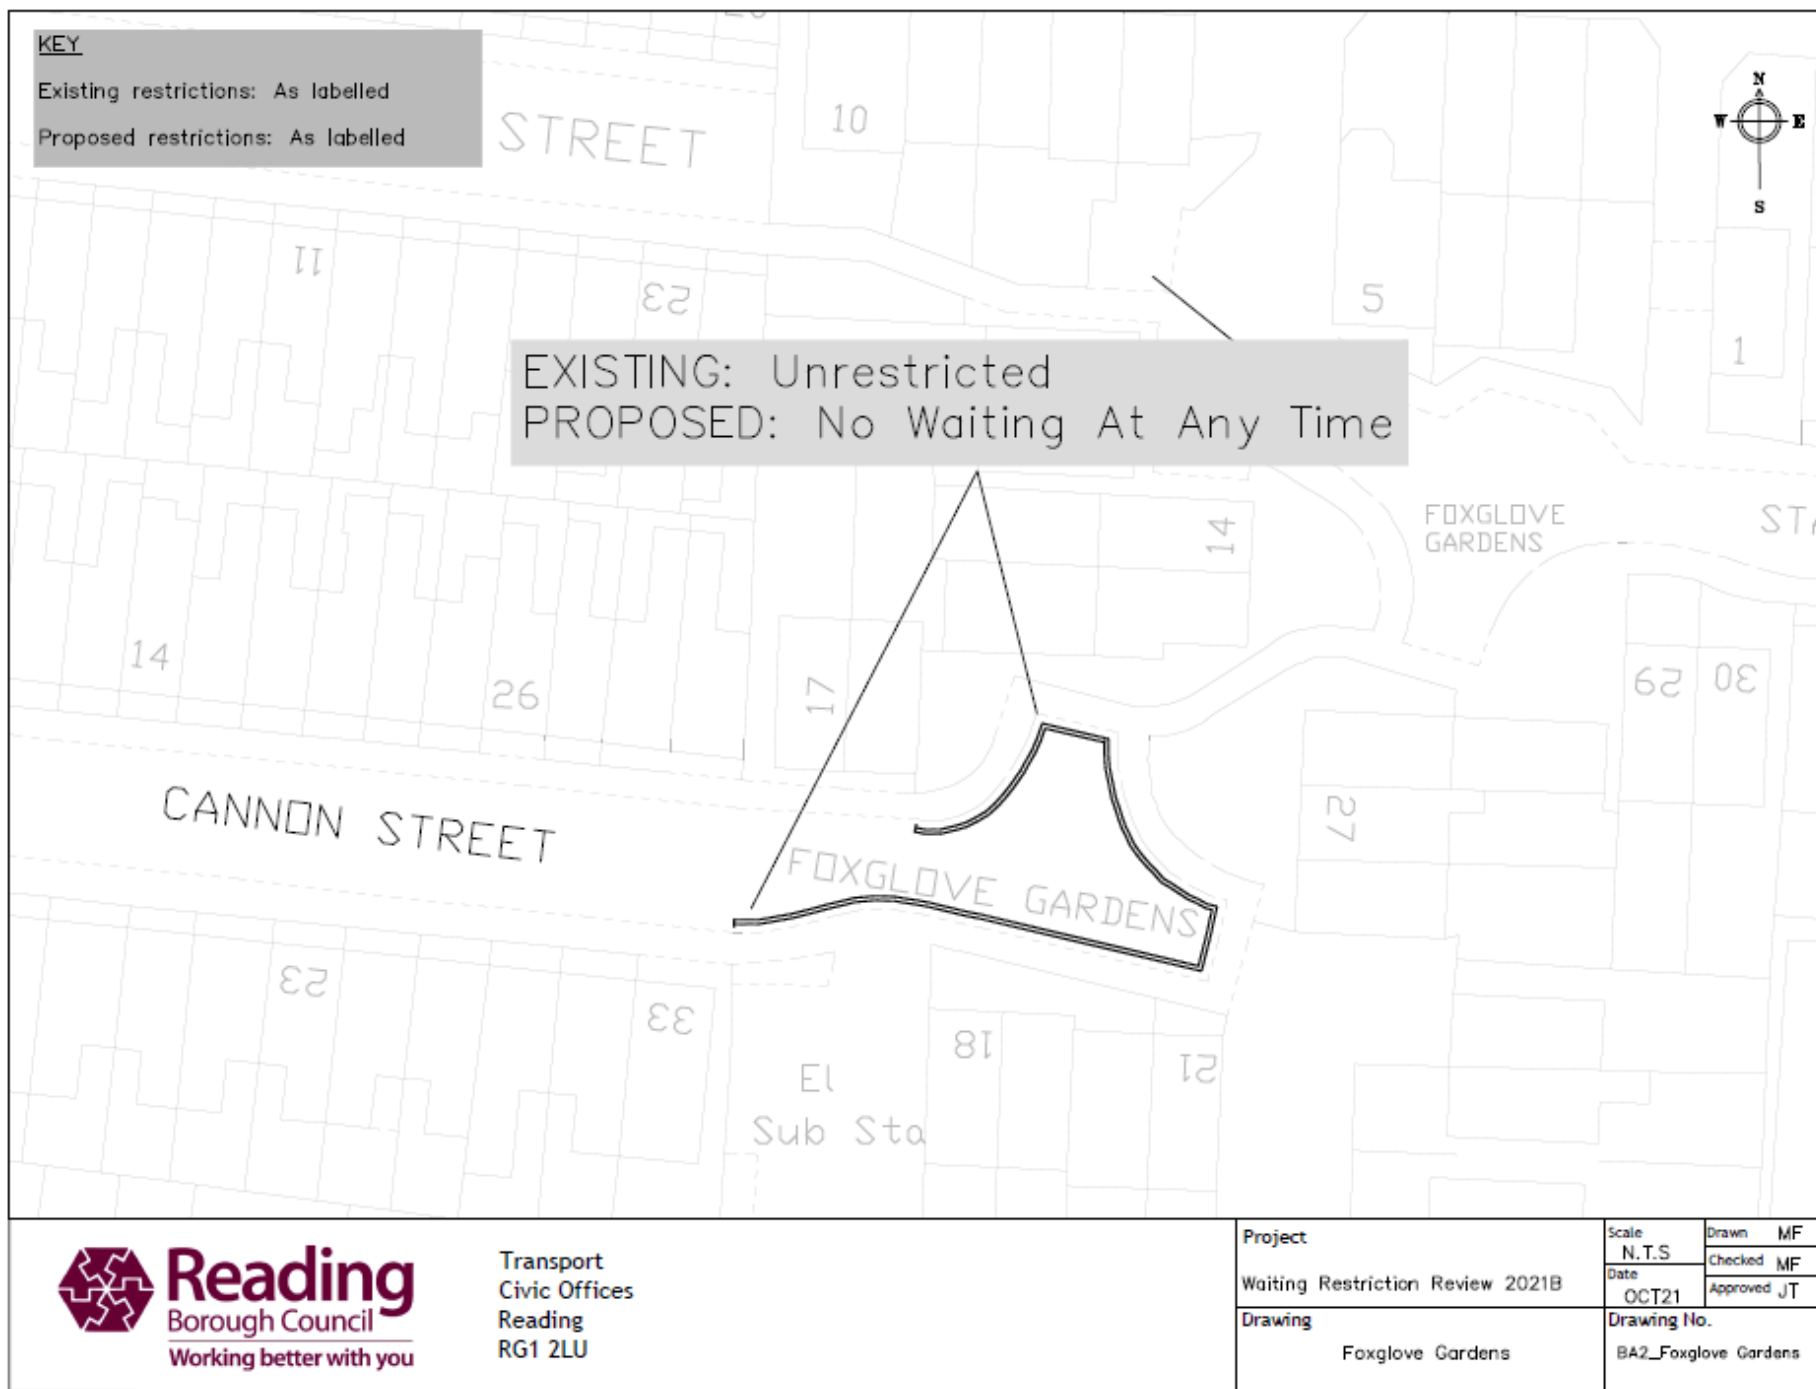 KEY
Existing restrictions: As labelled
Proposed restrictions: As labelled
STREET
10
N
W E
S
11
23
5
1
EXISTING: Unrestricted
PROPOSED: No Waiting At Any Time
14
FOXGLOVE
GARDENS
STA
14
26
17
29
30
CANNON STREET
27
FOXGLOVE GARDENS
23
33
18
21
El
Sub Sta
Reading
Borough Council
Working better with you
Transport
Civic Offices
Reading
RG1 2LU
Project
Waiting Restriction Review 2021B
Drawing
Foxglove Gardens
Scale
N.T.S
Date
OCT21
Drawn MF
Checked MF
Approved JT
Drawing No.
BA2_Foxglove Gardens